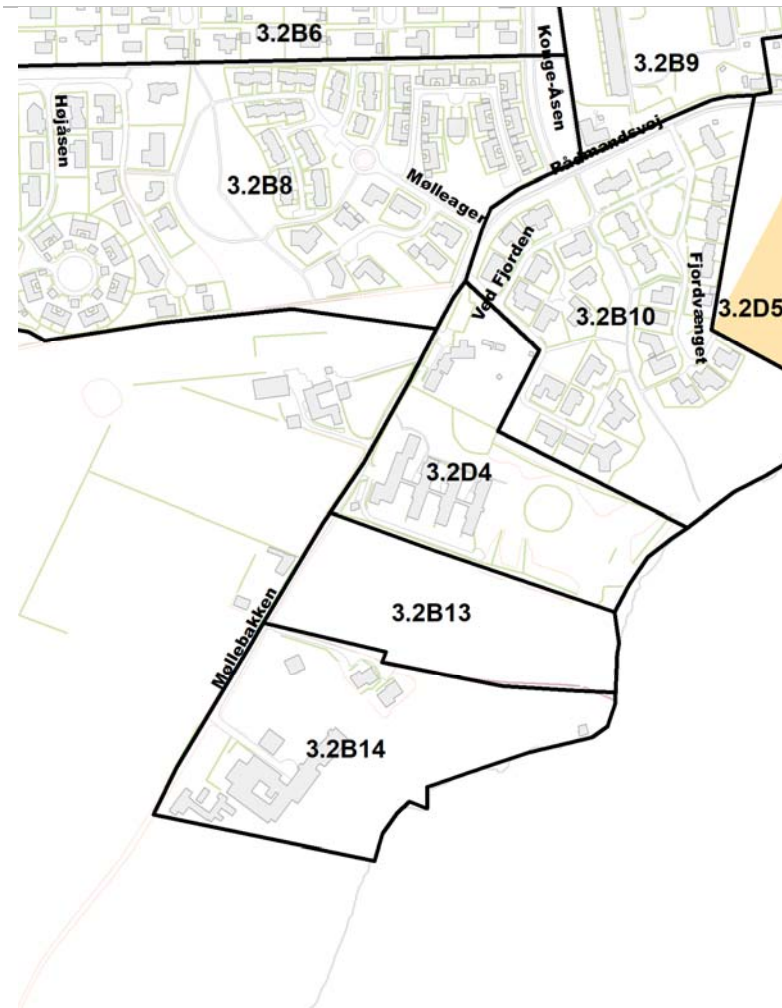 3.2B6
3.2B9
Konge-Åsen
Højåsen
Rådmandsvej
3.2B8
Mølleager
Ved Fjorden
Fjordvænget
3.2D5
3.2B10
3.2D4
3.2B13
Møllebakken
3.2B14